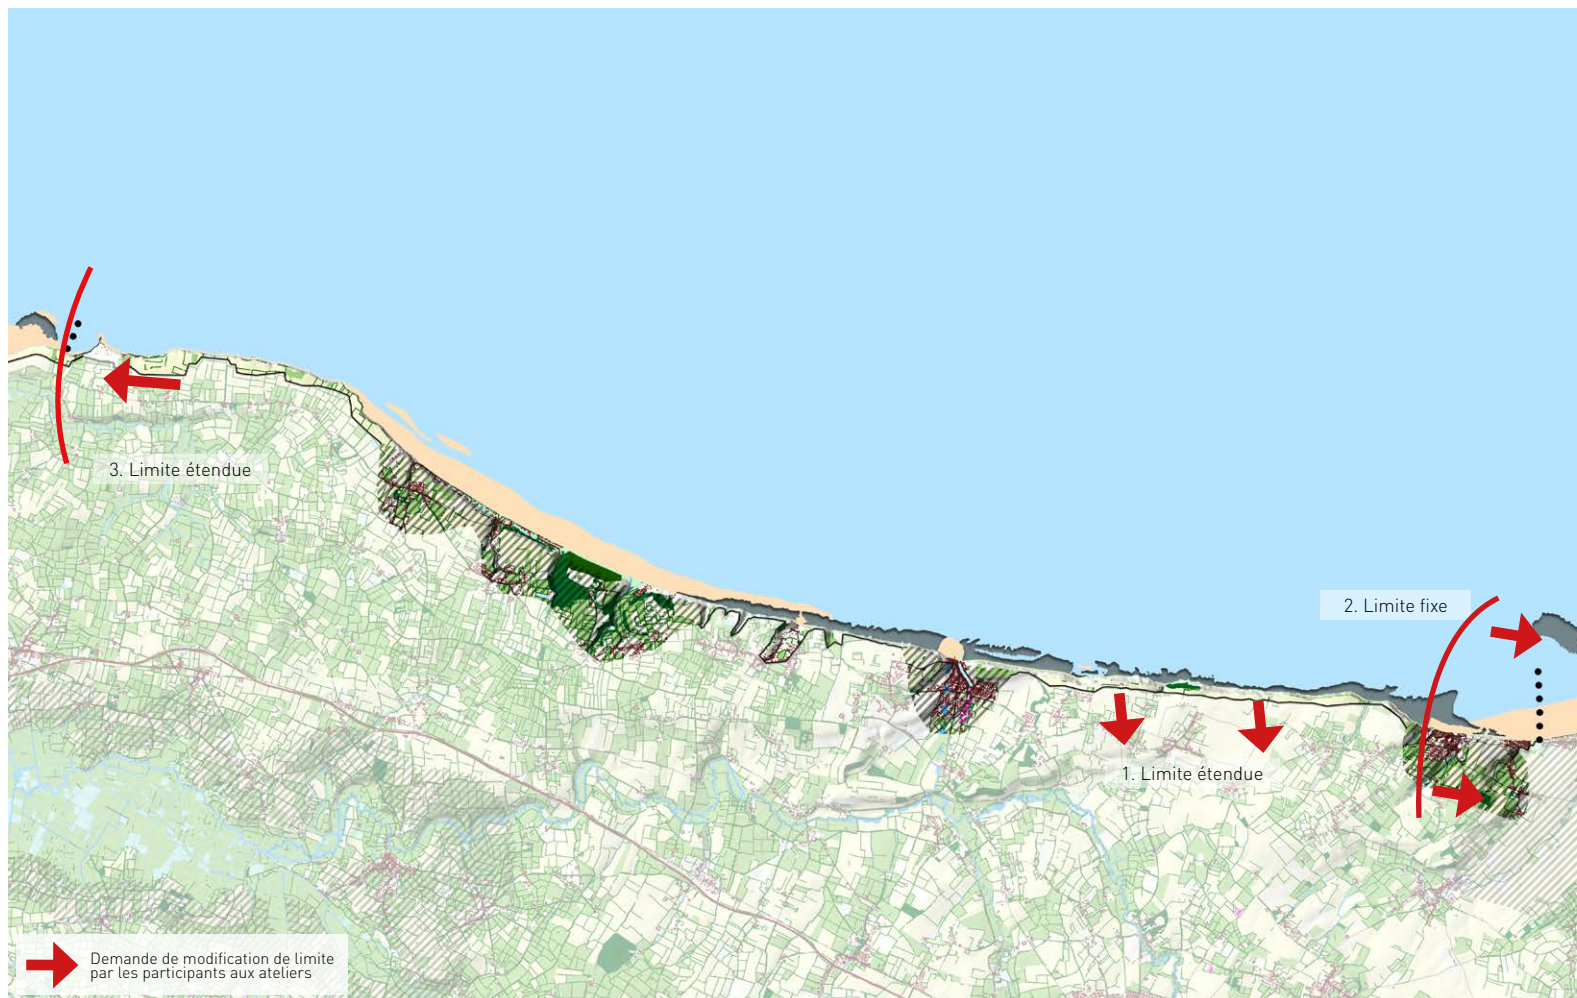 3. Limite étendue
2. Limite fixe
1. Limite étendue
Demande de modification de limite
par les participants aux ateliers